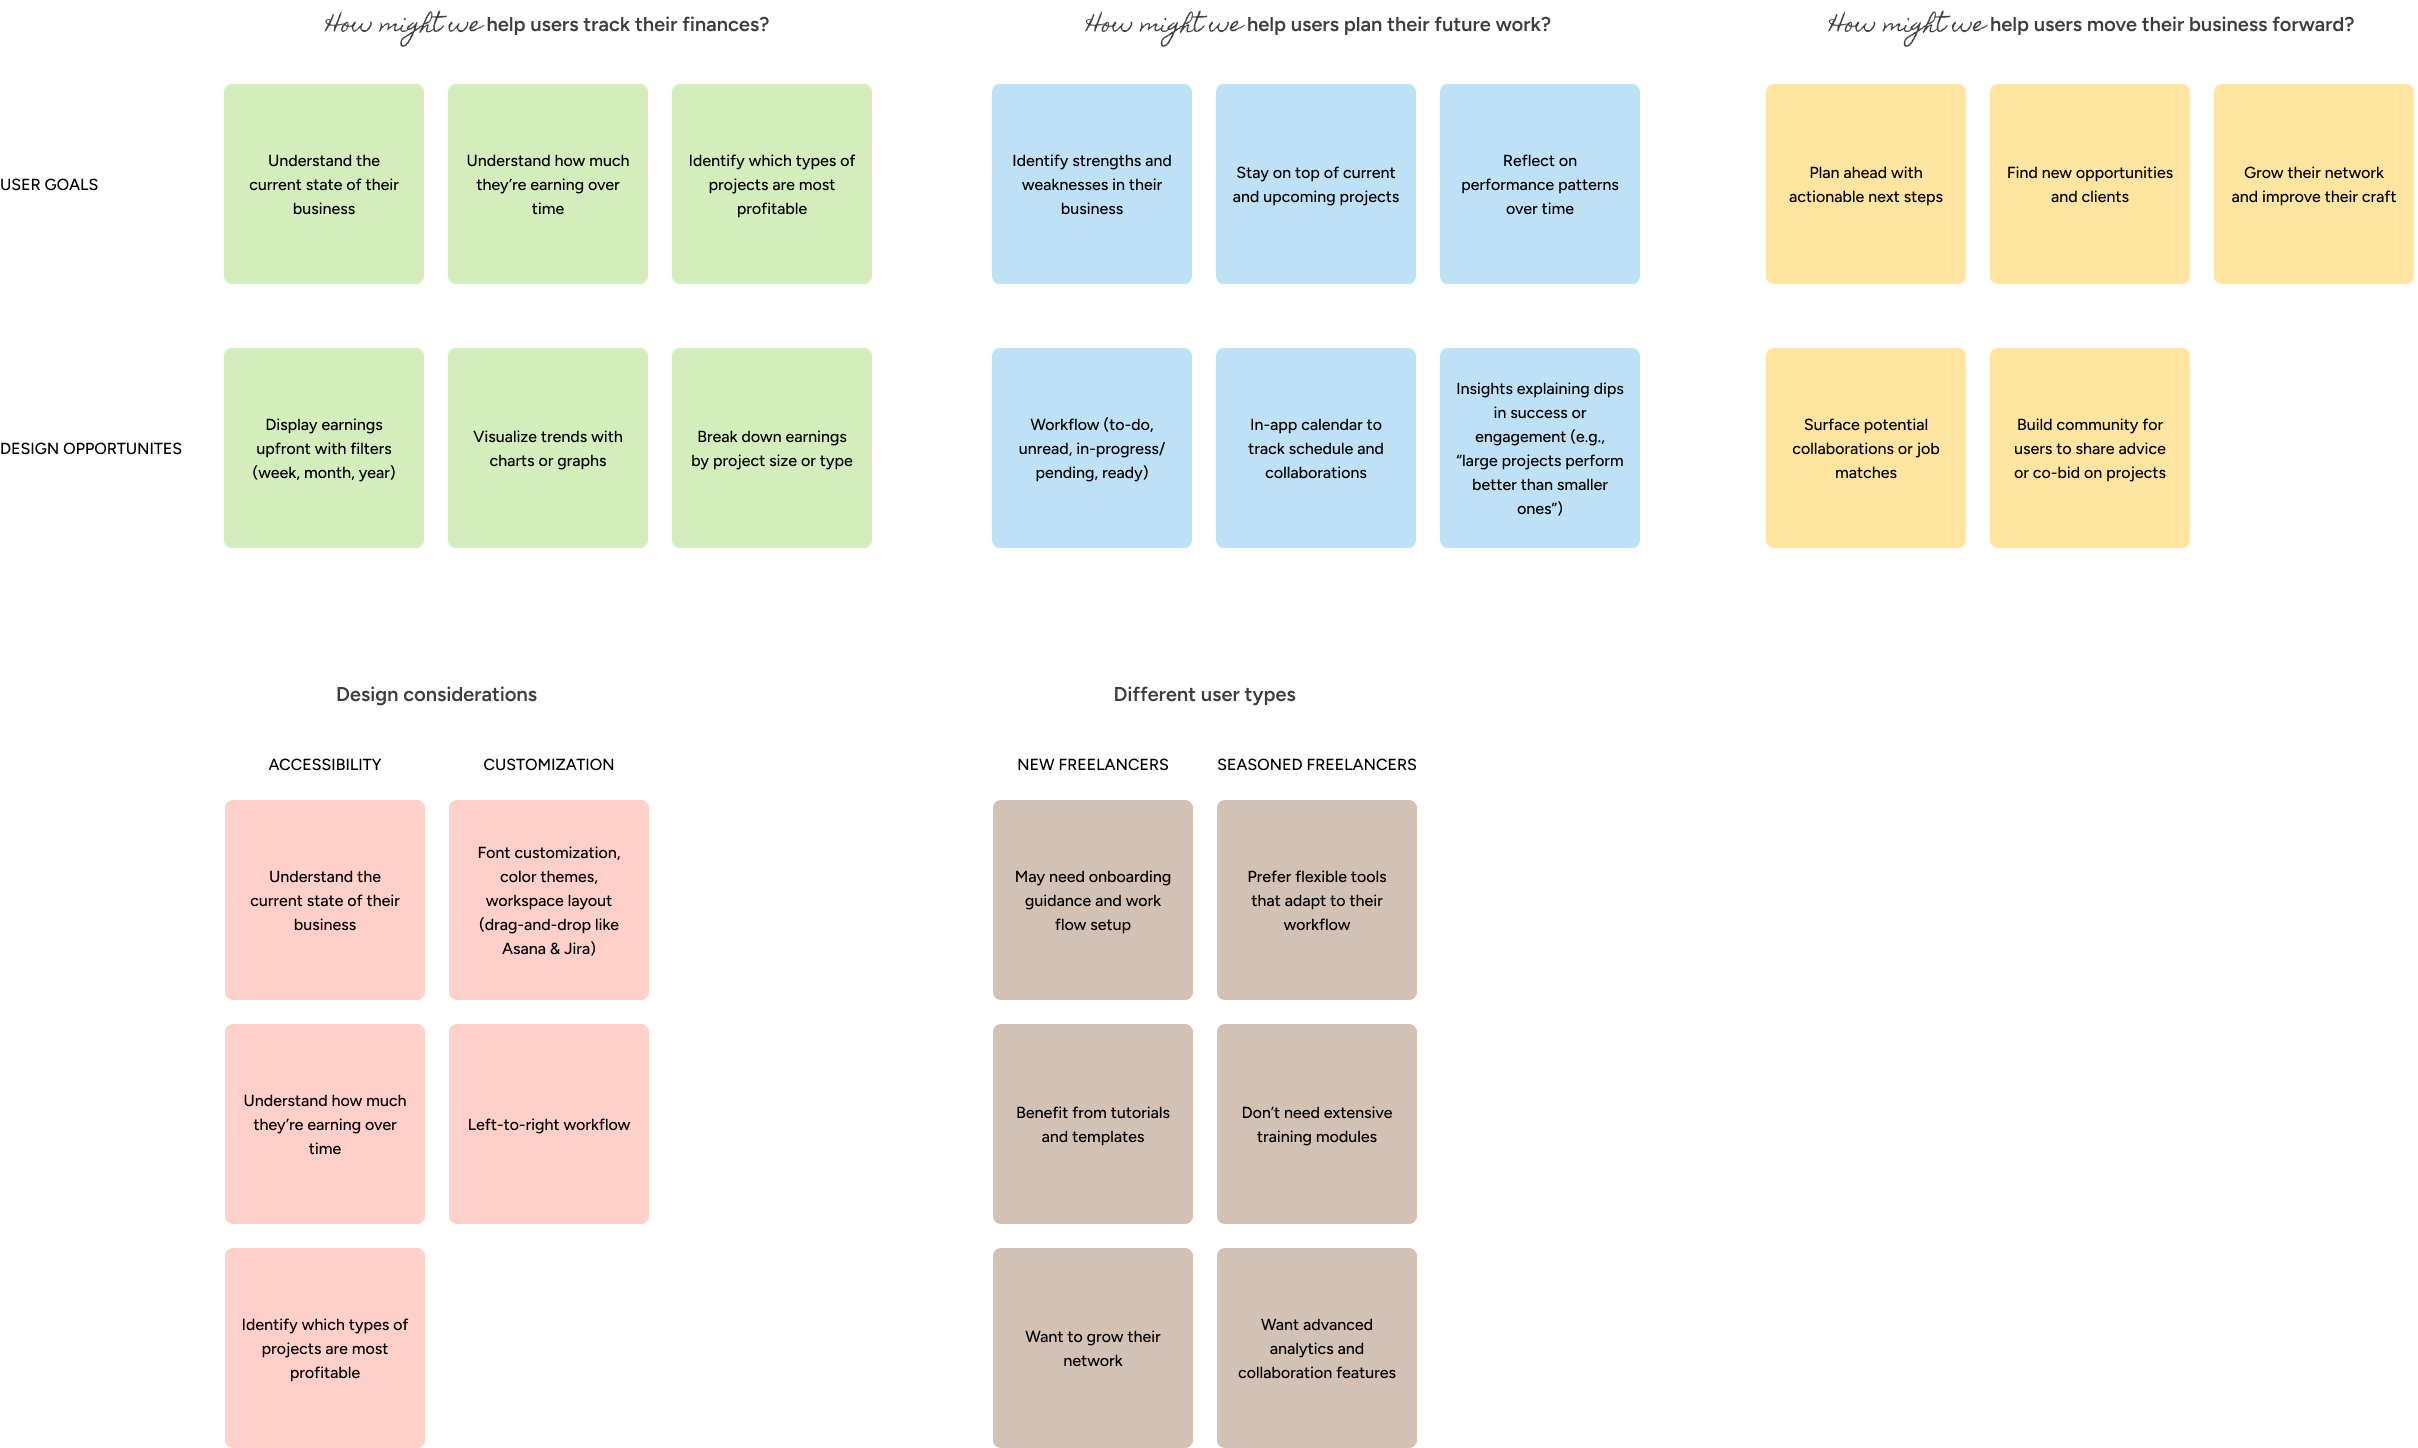 How might we help users track their finances?
How might we help users plan their future work?
How might we help users move their business forward?
USER GOALS
Understand the
current state of their
business
Understand how much
they’re earning over
time
Identify which types of
projects are most
profitable
Identify strengths and
weaknesses in their
business
Stay on top of current
and upcoming projects
Reflect on
performance patterns
over time
Plan ahead with
actionable next steps
Find new opportunities
and clients
Grow their network
and improve their craft
DESIGN OPPORTUNITES
Display earnings
upfront with filters
(week, month, year)
Visualize trends with
charts or graphs
Break down earnings
by project size or type
Workflow (to-do,
unread, in-progress/
pending, ready)
In-app calendar to
track schedule and
collaborations
Insights explaining dips
in success or
engagement (e.g.,
“large projects perform
better than smaller
ones”)
Surface potential
collaborations or job
matches
Build community for
users to share advice
or co-bid on projects
Design considerations
ACCESSIBILITY
CUSTOMIZATION
Understand the
current state of their
business
Font customization,
color themes,
workspace layout
(drag-and-drop like
Asana & Jira)
Understand how much
they’re earning over
time
Left-to-right workflow
Identify which types of
projects are most
profitable
Different user types
NEW FREELANCERS
SEASONED FREELANCERS
May need onboarding
guidance and work
flow setup
Prefer flexible tools
that adapt to their
workflow
Benefit from tutorials
and templates
Don’t need extensive
training modules
Want to grow their
network
Want advanced
analytics and
collaboration features